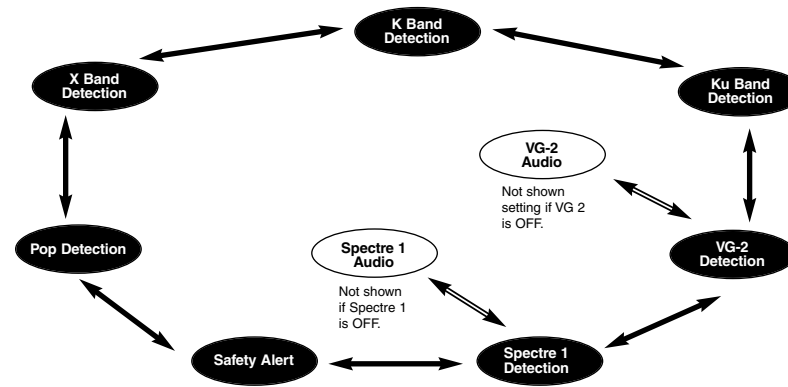 K Band
Detection
X Band
Detection
Ku Band
Detection
VG-2
Audio
Not shown
setting if VG 2
is OFF.
Pop Detection
Spectre 1
Audio
VG-2
Detection
Not shown
if Spectre 1
is OFF.
Safety Alert
Spectre 1
Detection